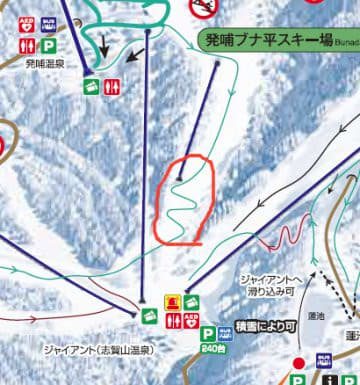 AED
P
発哺温泉
発哺ブナ平スキー場
ジャイアントへ
滑り込み可
P
240台
積雪により可
蓮池
AED
ジャイアント(志賀山温泉)
P
i
P